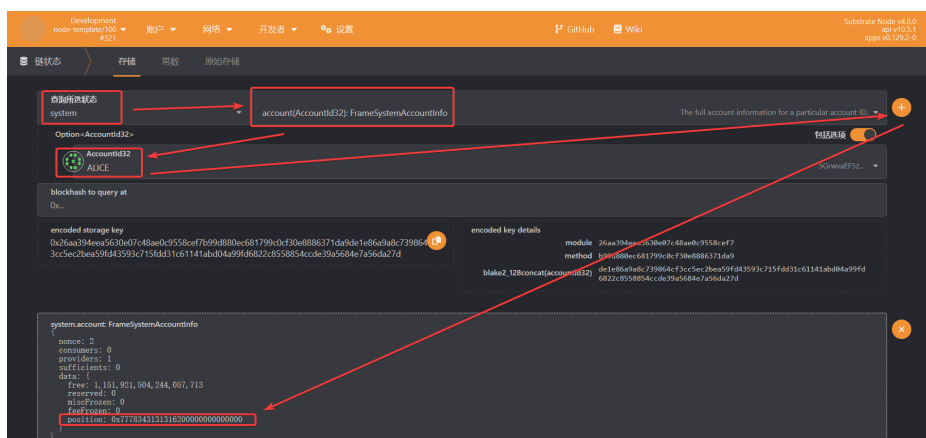 Development
node-template/100
#321
账户
网络
开发者
设置
GitHub
Wiki
Substrate Node v4.0.0
api v10.5.1
apps v0.129.2-0
链状态
存储
常数
原始存储
查询所选状态
system
account(AccountId32): FrameSystemAccountInfo
The full account information for a particular account ID.
Option<AccountId32>
包括选项
AccountId32
ALICE
5GrwvaEF5z...
blockhash to query at
0x...
encoded storage key
0x26aa394eea5630e07c48ae0c9558cef7b99d880ec681799c0cf30e8886371da9de1e86a9a8c739864
3cc5ec2bea59fd43593c715fdd31c61141abd04a99fd6822c8558854ccde39a5684e7a56da27d
encoded key details
module 26aa394eea5630e07c48ae0c9558cef7
method b99d880ec681799c0cf30e8886371da9
blake2_128concat(accountid32) de1e86a9a8c739864cf3cc5ec2bea59fd43593c715fdd31c61141abd04a99fd
6822c8558854ccde39a5684e7a56da27d
system.account: FrameSystemAccountInfo
{
nonce: 2
consumers: 0
providers: 1
sufficients: 0
data: {
free: 1,151,921,504,244,057,713
reserved: 0
miscFrozen: 0
feeFrozen: 0
}
}